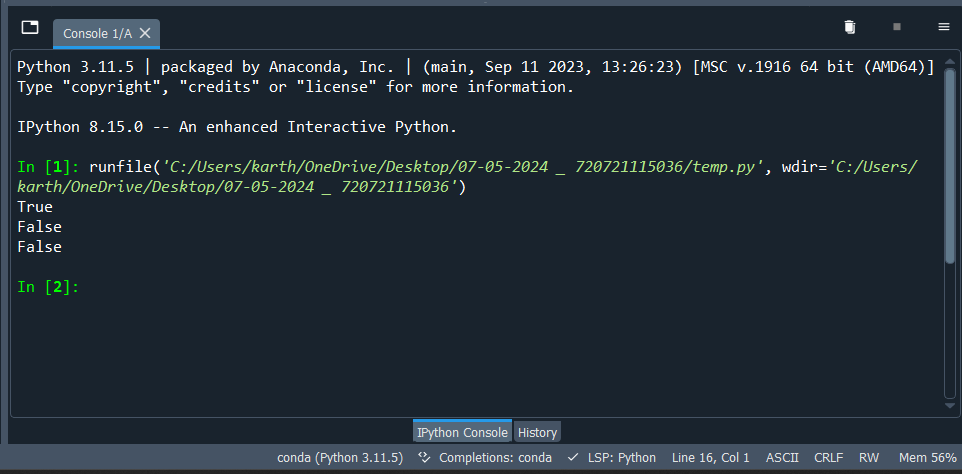 Console 1/A
Python 3.11.5 | packaged by Anaconda, Inc. | (main, Sep 11 2023, 13:26:23) [MSC v.1916 64 bit (AMD64)]
Type "copyright", "credits" or "license" for more information.
IPython 8.15.0 -- An enhanced Interactive Python.
In [1]: runfile('C:/Users/karth/OneDrive/Desktop/07-05-2024 _ 720721115036/temp.py', wdir='C:/Users/
karth/OneDrive/Desktop/07-05-2024 _ 720721115036')
True
False
False
In [2]:
IPython Console History
conda (Python 3.11.5) Completions: conda LSP: Python Line 16, Col 1 ASCII CRLF RW Mem 56%